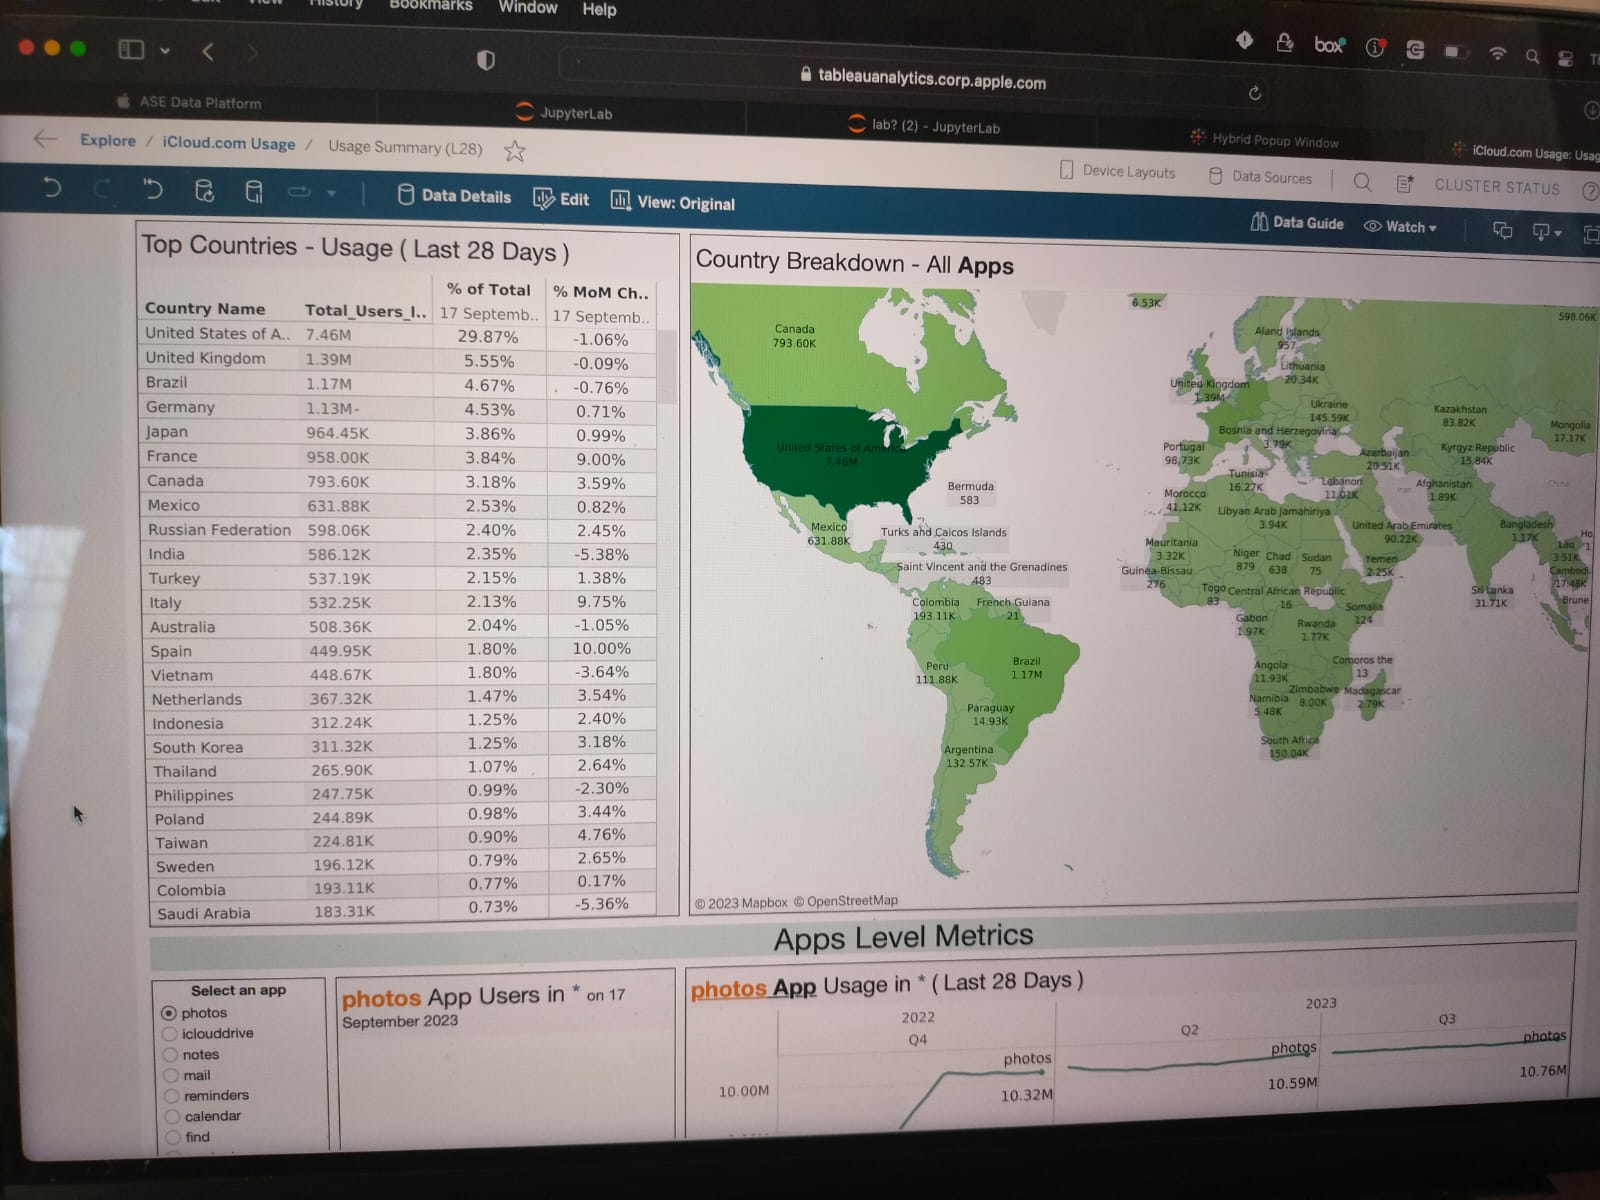 History Bookmarks Window Help
box
tableauanalytics.corp.apple.com
ASE Data Platform
JupyterLab
lab? (2) - JupyterLab
Hybrid Popup Window
iCloud.com Usage: Usag
Explore / iCloud.com Usage / Usage Summary (L28)
Device Layouts
Data Sources
CLUSTER STATUS
Data Details
Edit
View: Original
Data Guide
Watch
Top Countries - Usage ( Last 28 Days )
% of Total % MoM Ch..
Country Name Total_Users_I.. 17 Septemb.. 17 Septemb..
United States of A.. 7.46M 29.87% -1.06%
United Kingdom 1.39M 5.55% -0.09%
Brazil 1.17M 4.67% -0.76%
Germany 1.13M 4.53% 0.71%
Japan 964.45K 3.86% 0.99%
France 958.00K 3.84% 9.00%
Canada 793.60K 3.18% 3.59%
Mexico 631.88K 2.53% 0.82%
Russian Federation 598.06K 2.40% 2.45%
India 586.12K 2.35% -5.38%
Turkey 537.19K 2.15% 1.38%
Italy 532.25K 2.13% 9.75%
Australia 508.36K 2.04% -1.05%
Spain 449.95K 1.80% 10.00%
Vietnam 448.67K 1.80% -3.64%
Netherlands 367.32K 1.47% 3.54%
Indonesia 312.24K 1.25% 2.40%
South Korea 311.32K 1.25% 3.18%
Thailand 265.90K 1.07% 2.64%
Philippines 247.75K 0.99% -2.30%
Poland 244.89K 0.98% 3.44%
Taiwan 224.81K 0.90% 4.76%
Sweden 196.12K 0.79% 2.65%
Colombia 193.11K 0.77% 0.17%
Saudi Arabia 183.31K 0.73% -5.36%
Country Breakdown - All Apps
6.53K
598.06K
Canada
793.60K
Aland Islands
957
Lithuania
20.34K
United Kingdom
1.39M
Ukraine
145.59K
Kazakhstan
83.82K
Mongolia
17.17K
Bosnia and Herzegovina
3.79K
United States of America
7.46M
Portugal
98.73K
Azerbaijan
20.51K
Kyrgyz Republic
15.84K
Tunisia
16.27K
Lebanon
11.01K
Iran
Afghanistan
1.89K
China
Bermuda
583
Morocco
41.12K
Libyan Arab Jamahiriya
3.94K
United Arab Emirates
90.22K
Bangladesh
1.17K
Ho
1
Mexico
631.88K
Turks and Caicos Islands
430
Mauritania
3.32K
Niger
879
Chad
638
Sudan
75
Yemen
2.25K
Lao
3.51K
Saint Vincent and the Grenadines
483
Guinea-Bissau
276
Cambodi
17.48K
Togo
83
Central African Republic
16
Somalia
124
Sri Lanka
31.71K
Brune
Colombia
193.11K
French Guiana
21
Gabon
1.97K
Rwanda
1.77K
Peru
111.88K
Brazil
1.17M
Angola
11.93K
Comoros the
13
Namibia
5.48K
Zimbabwe
8.00K
Madagascar
2.79K
Paraguay
14.93K
South Africa
150.04K
Argentina
132.57K
© 2023 Mapbox © OpenStreetMap
Apps Level Metrics
Select an app
photos
iclouddrive
notes
mail
reminders
calendar
find
photos App Users in * on 17
September 2023
photos App Usage in * ( Last 28 Days )
2022
2023
Q4
Q2
Q3
photos
photos
photos
10.00M
10.32M
10.59M
10.76M